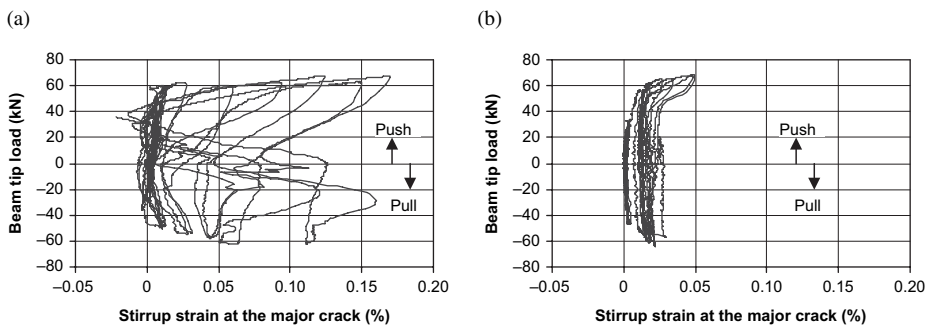 (a)
Beam tip load (kN)
80
60
40
20
0
–20
–40
–60
–80
Push
Pull
–0.05 0 0.05 0.10 0.15 0.20
Stirrup strain at the major crack (%)
(b)
Beam tip load (kN)
80
60
40
20
0
–20
–40
–60
–80
Push
Pull
–0.05 0 0.05 0.10 0.15 0.20
Stirrup strain at the major crack (%)